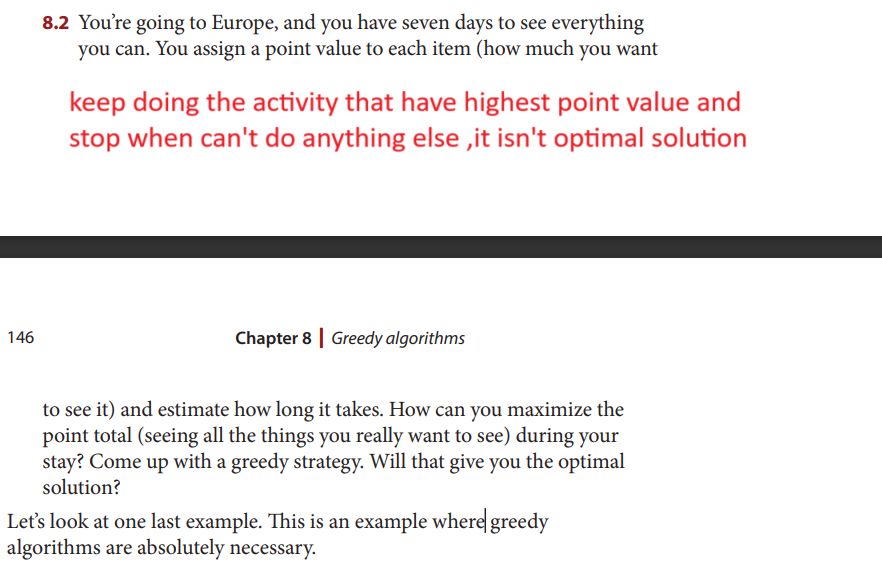 8.2 You're going to Europe, and you have seven days to see everything
you can. You assign a point value to each item (how much you want
keep doing the activity that have highest point value and
stop when can't do anything else ,it isn't optimal solution
146 Chapter 8 | Greedy algorithms
to see it) and estimate how long it takes. How can you maximize the
point total (seeing all the things you really want to see) during your
stay? Come up with a greedy strategy. Will that give you the optimal
solution?
Let's look at one last example. This is an example where greedy
algorithms are absolutely necessary.